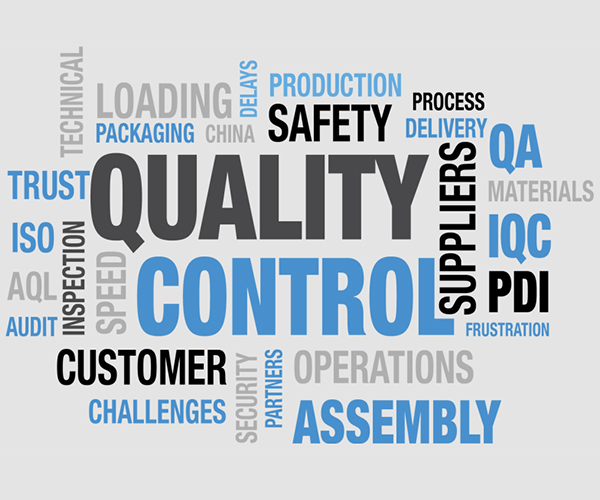 TECHNICAL
LOADING
DELAYS
PRODUCTION
PROCESS
PACKAGING
CHINA
SAFETY
DELIVERY
QA
TRUST
QUALITY
SUPPLIERS
MATERIALS
ISO
INSPECTION
SPEED
CONTROL
IQC
AQL
PDI
AUDIT
FRUSTRATION
CUSTOMER
SECURITY
PARTNERS
OPERATIONS
CHALLENGES
ASSEMBLY